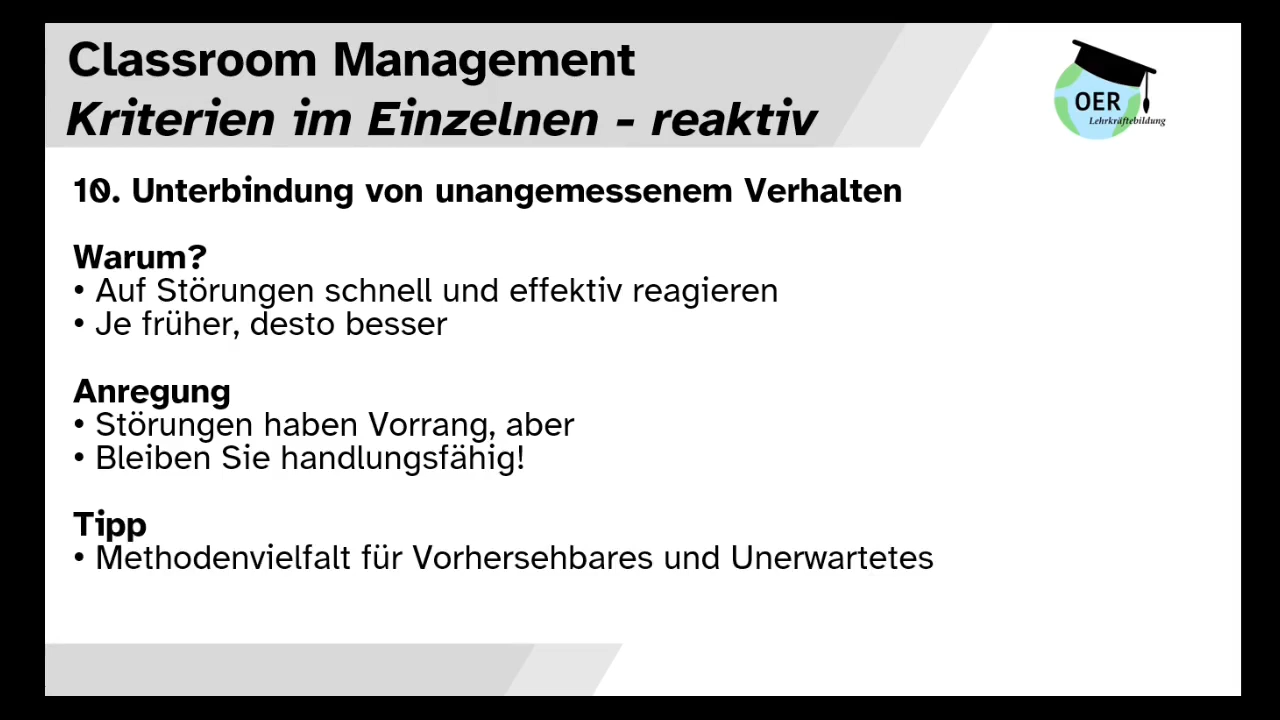 Classroom Management
Kriterien im Einzelnen - reaktiv
OER
Lehrkräftebildung
10. Unterbindung von unangemessenem Verhalten
Warum?
• Auf Störungen schnell und effektiv reagieren
• Je früher, desto besser
Anregung
• Störungen haben Vorrang, aber
• Bleiben Sie handlungsfähig!
Tipp
• Methodenvielfalt für Vorhersehbares und Unerwartetes